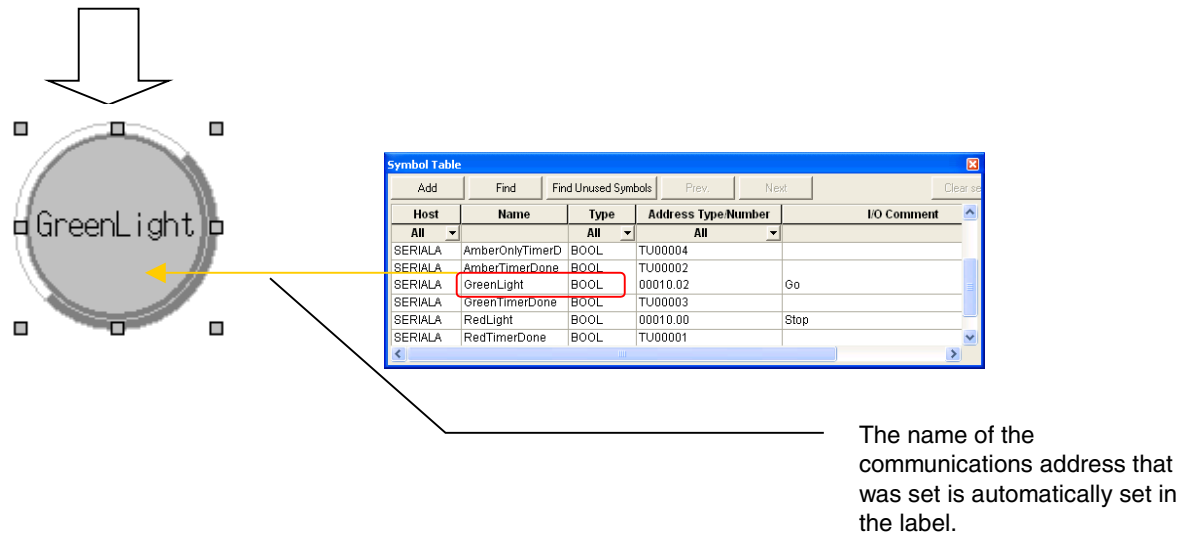 GreenLight
Symbol Table
Add Find Find Unused Symbols Prev. Next Clear se
Host Name Type Address Type/Number I/O Comment
All All All
SERIALA AmberOnlyTimerD BOOL TU00004
SERIALA AmberTimerDone BOOL TU00002
SERIALA GreenLight BOOL 00010.02 Go
SERIALA GreenTimerDone BOOL TU00003
SERIALA RedLight BOOL 00010.00 Stop
SERIALA RedTimerDone BOOL TU00001
The name of the
communications address that
was set is automatically set in
the label.